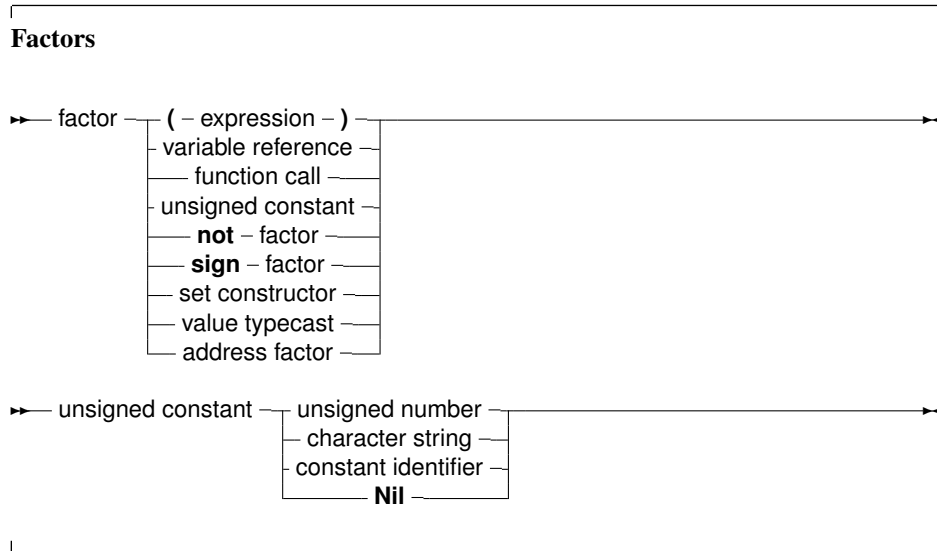 Factors
factor ( expression )
variable reference
function call
unsigned constant
not factor
sign factor
set constructor
value typecast
address factor
unsigned constant unsigned number
character string
constant identifier
Nil